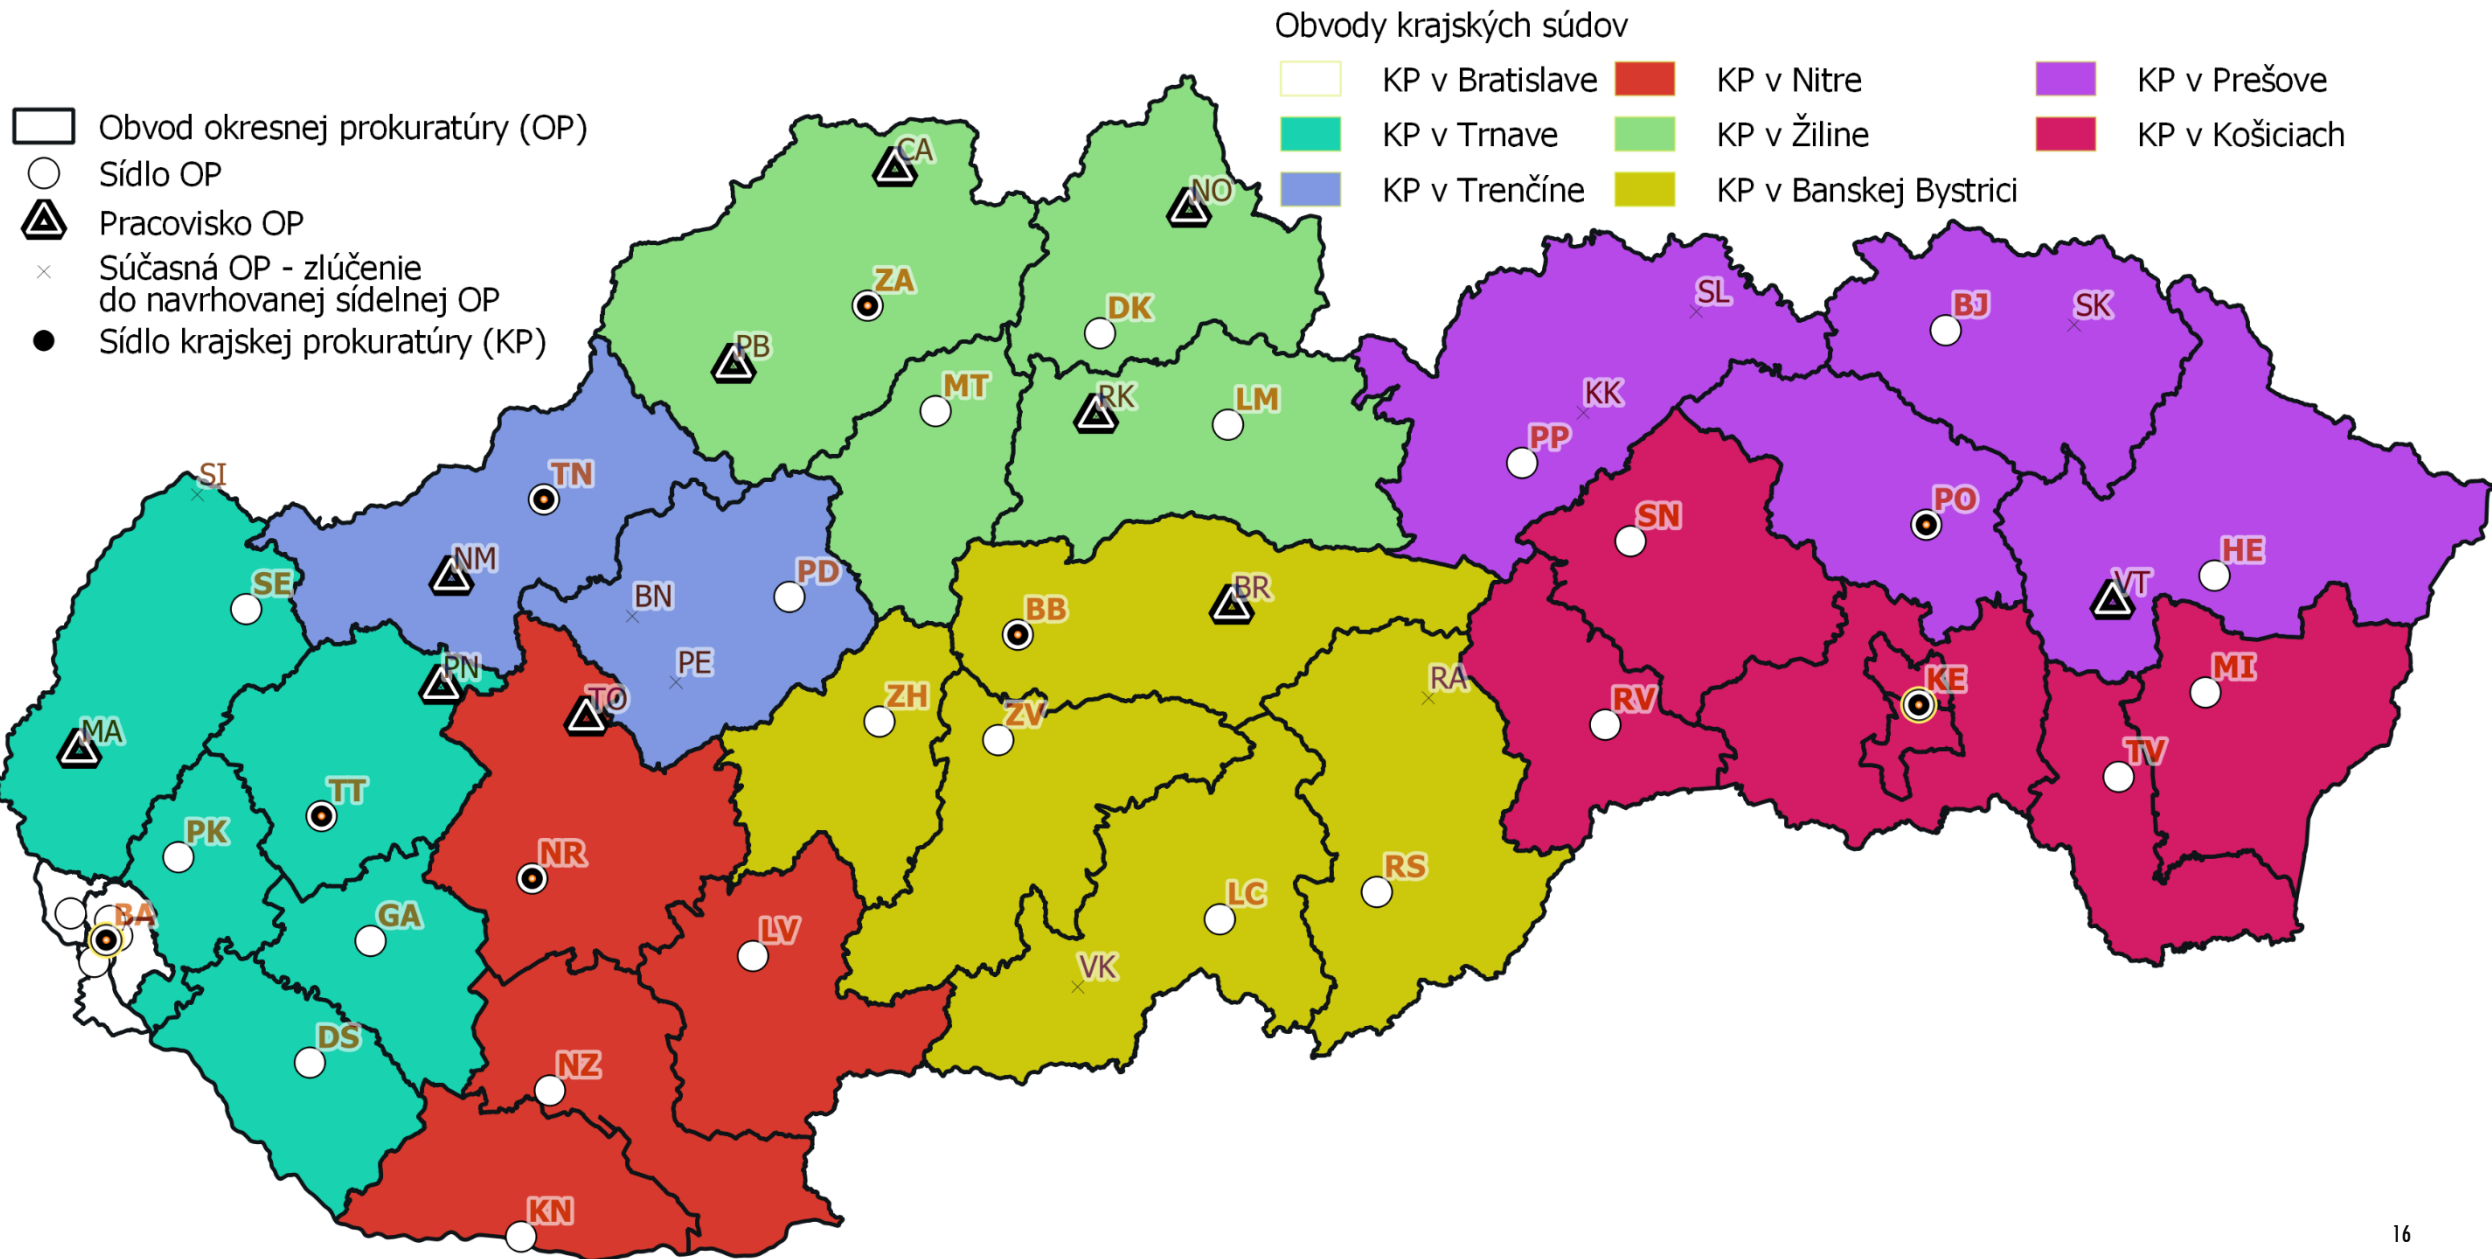 Obvody krajských súdov
KP v Bratislave
KP v Nitre
KP v Prešove
KP v Trnave
KP v Žiline
KP v Košiciach
KP v Trenčíne
KP v Banskej Bystrici
Obvod okresnej prokuratúry (OP)
Sídlo OP
Pracovisko OP
Súčasná OP - zlúčenie
do navrhovanej sídelnej OP
Sídlo krajskej prokuratúry (KP)
CA
NO
ZA
DK
SL
BJ
SK
PB
MT
RK
LM
KK
PP
SI
TN
SN
PO
NM
SE
BN
PD
BB
BR
HE
VT
PN
TO
PE
ZH
ZV
RA
RV
KE
MI
MA
TT
TV
PK
NR
RS
LC
BA
GA
LV
VK
DS
NZ
KN
16